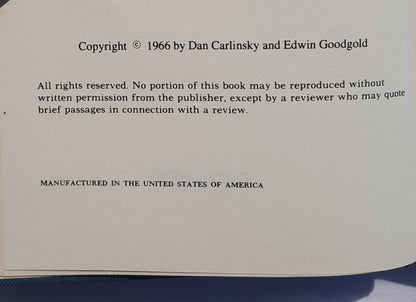 Copyright © 1966 by Dan Carlinsky and Edwin Goodgold
All rights reserved. No portion of this book may be reproduced without
written permission from the publisher, except by a reviewer who may quote
brief passages in connection with a review.
MANUFACTURED IN THE UNITED STATES OF AMERICA